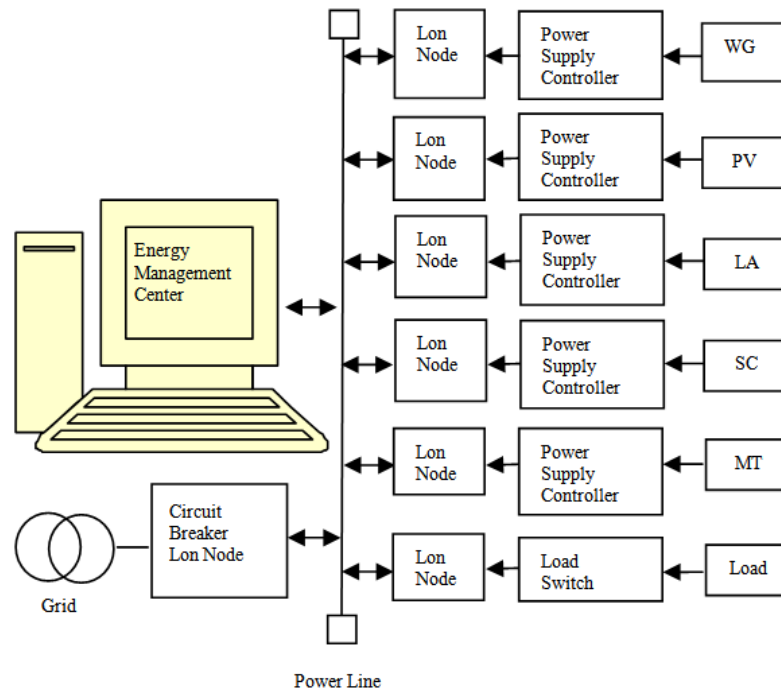 Lon
Node
Power
Supply
Controller
WG
Lon
Node
Power
Supply
Controller
PV
Energy
Management
Center
Lon
Node
Power
Supply
Controller
LA
Lon
Node
Power
Supply
Controller
SC
Lon
Node
Power
Supply
Controller
MT
Circuit
Breaker
Lon Node
Grid
Lon
Node
Load
Switch
Load
Power Line